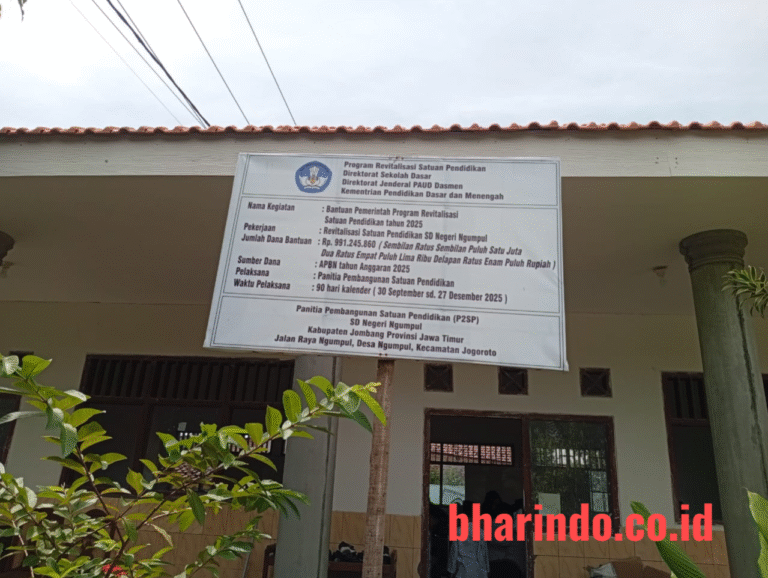 Program Revitalisasi Satuan Pendidikan
Direktorat Sekolah Dasar
Direktorat Jenderal PAUD Dasmen
Kementrian Pendidikan Dasar dan Menengah
Nama Kegiatan : Bantuan Pemerintah Program Revitalisasi
Satuan Pendidikan tahun 2025
Pekerjaan : Revitalisasi Satuan Pendidikan SD Negeri Ngumpul
Jumlah Dana Bantuan : Rp. 991.245.860 ( Sembilan Ratus Sembilan Puluh Satu Juta
Dua Ratus Empat Puluh Lima Ribu Delapan Ratus Enam Puluh Rupiah )
Sumber Dana : APBN tahun Anggaran 2025
Pelaksana : Panitia Pembangunan Satuan Pendidikan
Waktu Pelaksana : 90 hari kalender ( 30 September sd. 27 Desember 2025 )
Panitia Pembangunan Satuan Pendidikan (P2SP)
SD Negeri Ngumpul
Kabupaten Jombang Provinsi Jawa Timur
Jalan Raya Ngumpul, Desa Ngumpul, Kecamatan Jogoroto
bharindo.co.id